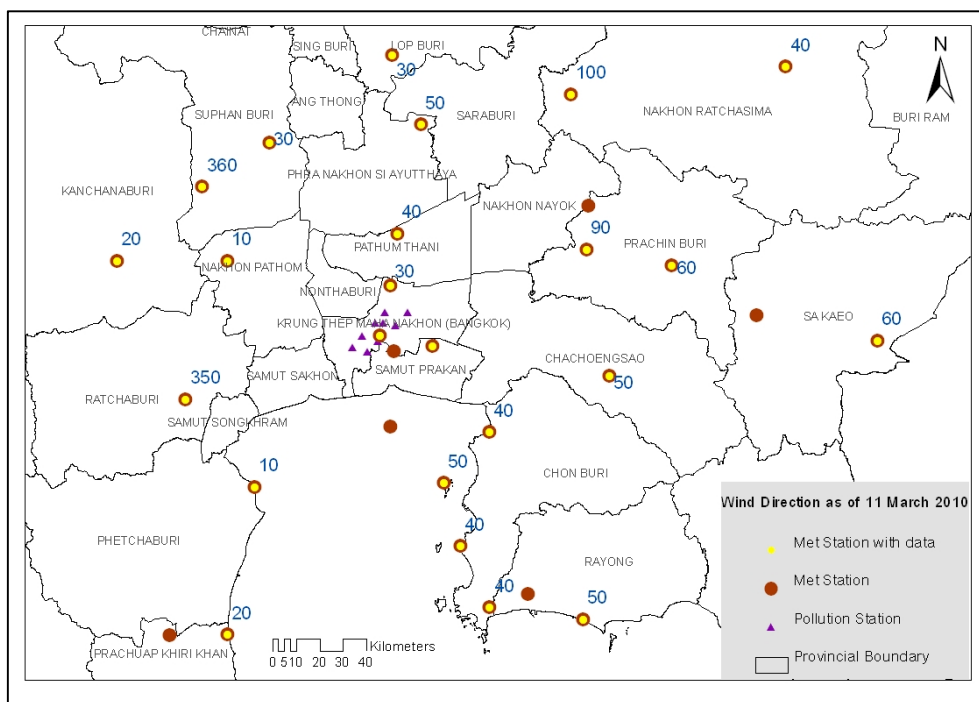 CHAINAT
SING BURI
LOP BURI
30
40
N
100
ANG THONG
50
SARABURI
NAKHON RATCHASIMA
BURI RAM
SUPHAN BURI
30
360
PHRA NAKHON SI AYUTTHAYA
KANCHANABURI
NAKHON NAYOK
20
10
40
90
PRACHIN BURI
NAKHON PATHOM
PATHUM THANI
60
30
NONTHABURI
KRUNG THEP MAHA NAKHON (BANGKOK)
SA KAEO
60
CHACHOENGSAO
SAMUT SAKHON
SAMUT PRAKAN
50
350
RATCHABURI
SAMUT SONGKHRAM
40
10
50
CHON BURI
PHETCHABURI
40
RAYONG
40
50
20
PRACHUAP KHIRI KHAN
Kilometers
0 5 10 20 30 40
Wind Direction as of 11 March 2010
Met Station with data
Met Station
Pollution Station
Provincial Boundary